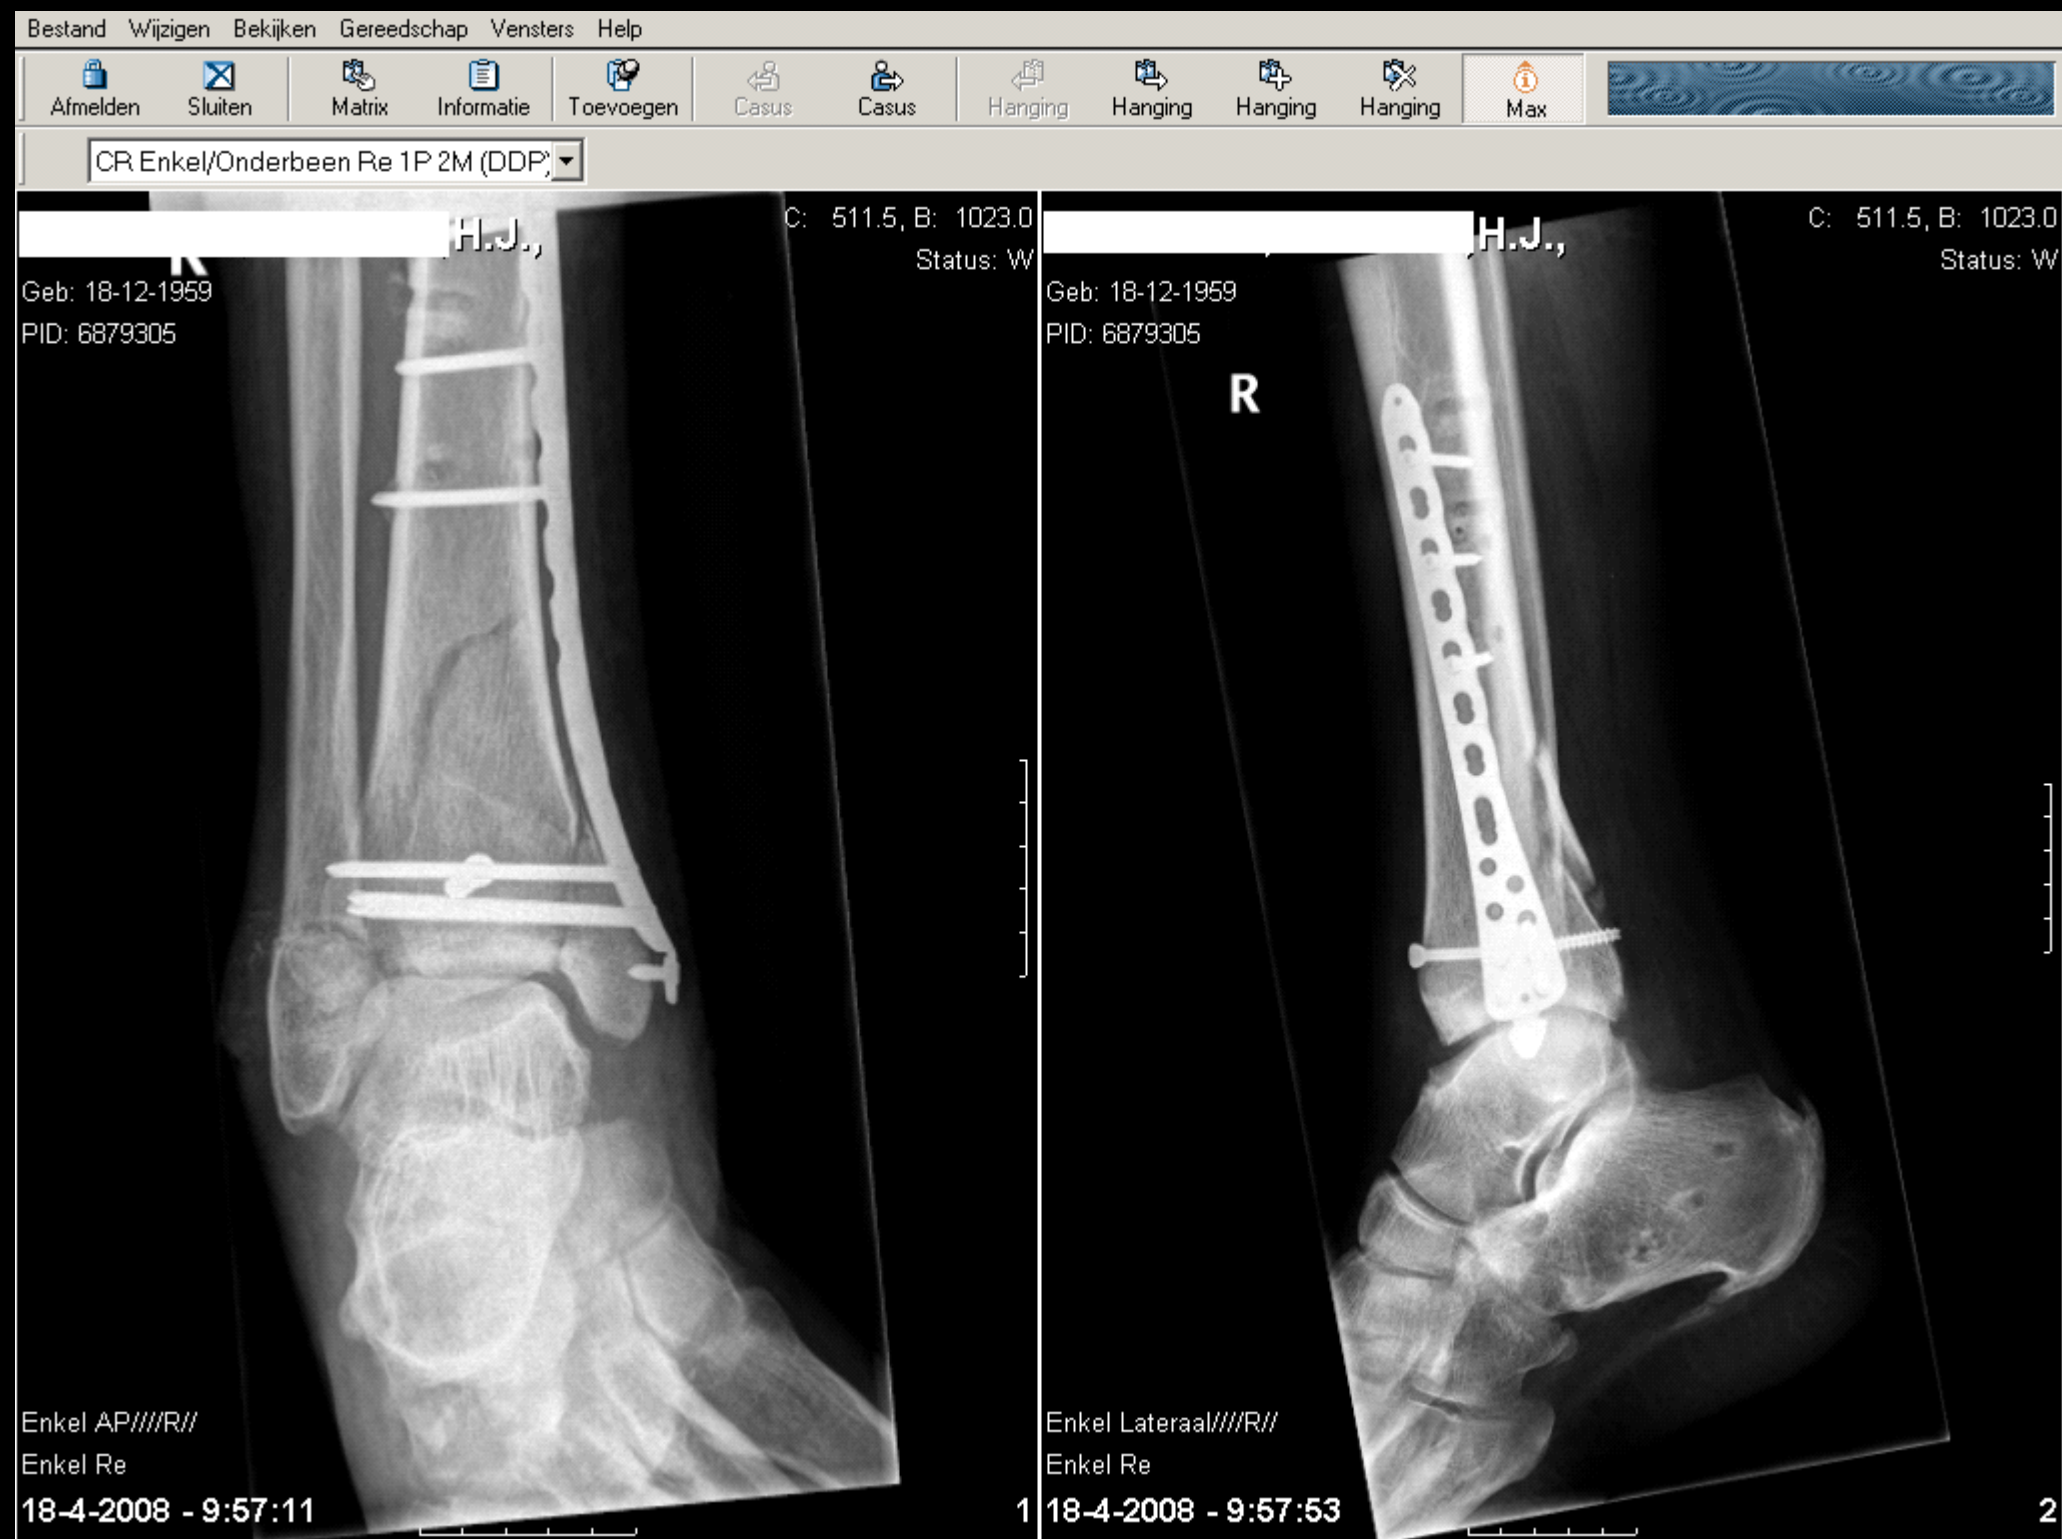 Bestand Wijzigen Bekijken Gereedschap Vensters Help
Afmelden Sluiten Matrix Informatie Toevoegen Casus Casus Hanging Hanging Hanging Hanging Max
CR Enkel/Onderbeen Re 1P 2M (DDP)
H.J.,
C: 511.5, B: 1023.0
Status: W
R
Geb: 18-12-1959
PID: 6879305
Enkel AP////R//
Enkel Re
18-4-2008 - 9:57:11
1
H.J.,
C: 511.5, B: 1023.0
Status: W
Geb: 18-12-1959
PID: 6879305
R
Enkel Lateraal////R//
Enkel Re
18-4-2008 - 9:57:53
2